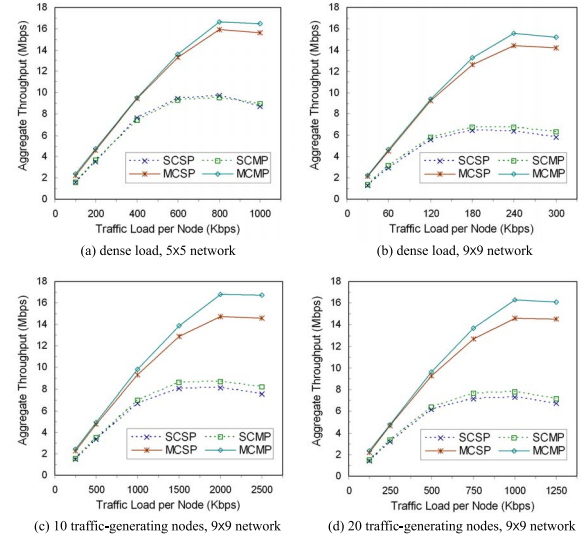 18
16
14
12
10
8
6
4
2
0
Aggregate Throughput (Mbps)
SCSP SCMP
MCSP MCMP
0 200 400 600 800 1000
Traffic Load per Node (Kbps)
(a) dense load, 5x5 network
18
16
14
12
10
8
6
4
2
0
Aggregate Throughput (Mbps)
SCSP SCMP
MCSP MCMP
0 60 120 180 240 300
Traffic Load per Node (Kbps)
(b) dense load, 9x9 network
18
16
14
12
10
8
6
4
2
0
Aggregate Throughput (Mbps)
SCSP SCMP
MCSP MCMP
0 500 1000 1500 2000 2500
Traffic Load per Node (Kbps)
(c) 10 traffic-generating nodes, 9x9 network
18
16
14
12
10
8
6
4
2
0
Aggregate Throughput (Mbps)
SCSP SCMP
MCSP MCMP
0 250 500 750 1000 1250
Traffic Load per Node (Kbps)
(d) 20 traffic-generating nodes, 9x9 network